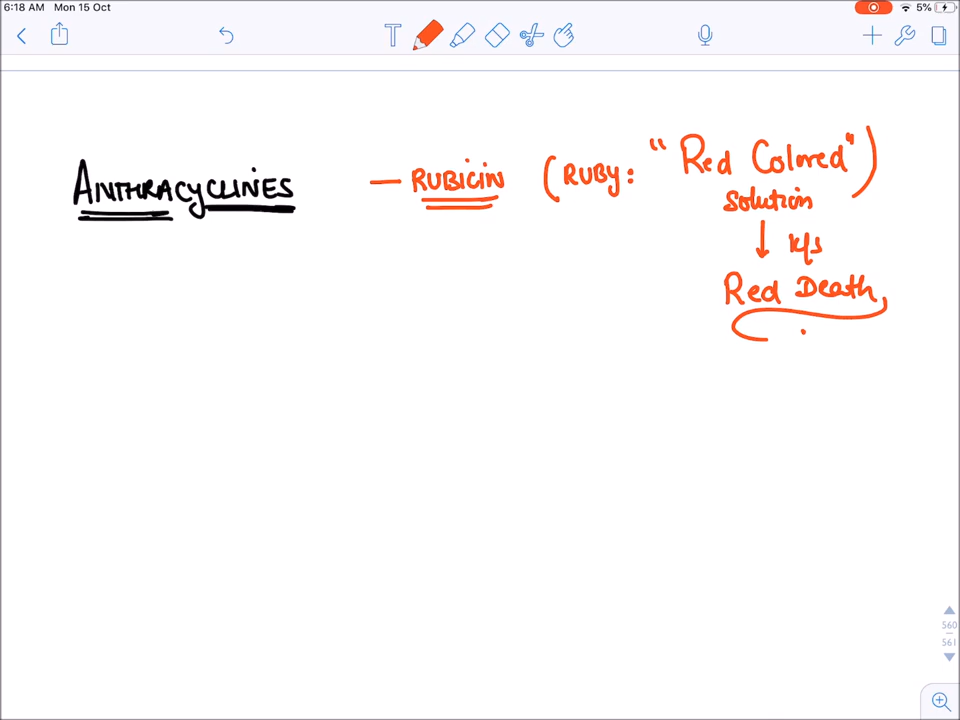 6:18 AM Mon 15 Oct 5%
T
ANTHRACYCLINES — RUBICIN (RUBY: "Red Colored")
Solution
↓ k/s
Red Death,
560
561